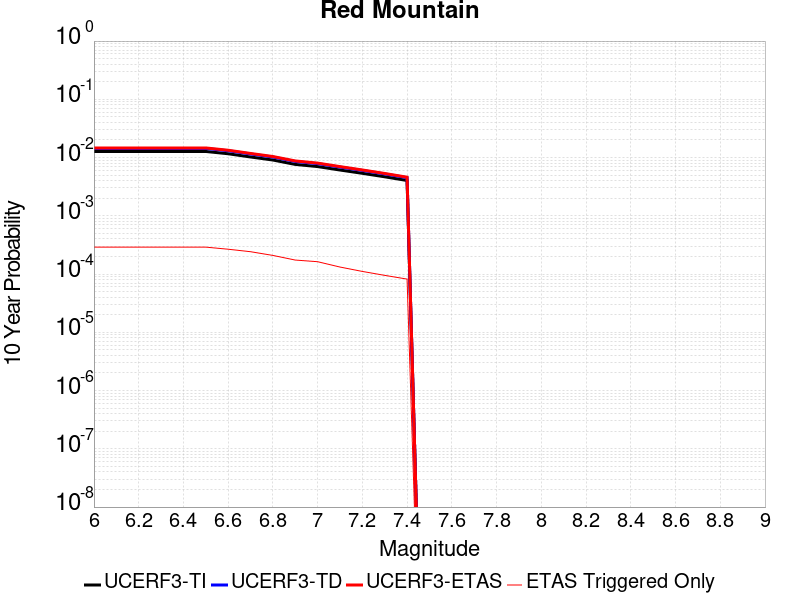 Red Mountain
10 0
10 -1
10 -2
10 -3
10 -4
10 -5
10 -6
10 -7
10 -8
10 Year Probability
6 6.2 6.4 6.6 6.8 7 7.2 7.4 7.6 7.8 8 8.2 8.4 8.6 8.8 9
Magnitude
UCERF3-TI UCERF3-TD UCERF3-ETAS ETAS Triggered Only